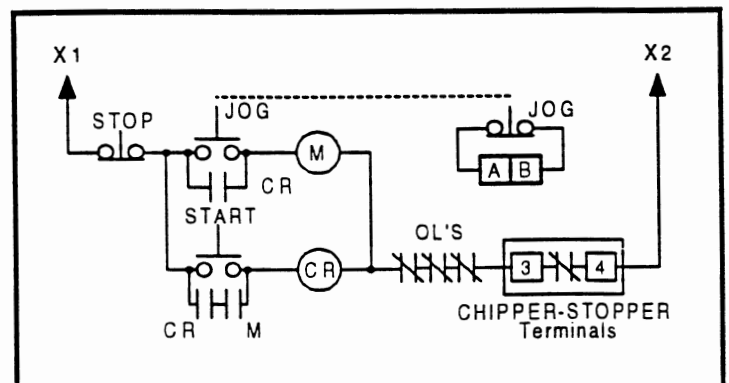 X1
X2
STOP
JOG
JOG
M
A B
CR
START
OL'S
CR
3
4
CR M
CHIPPER-STOPPER
Terminals